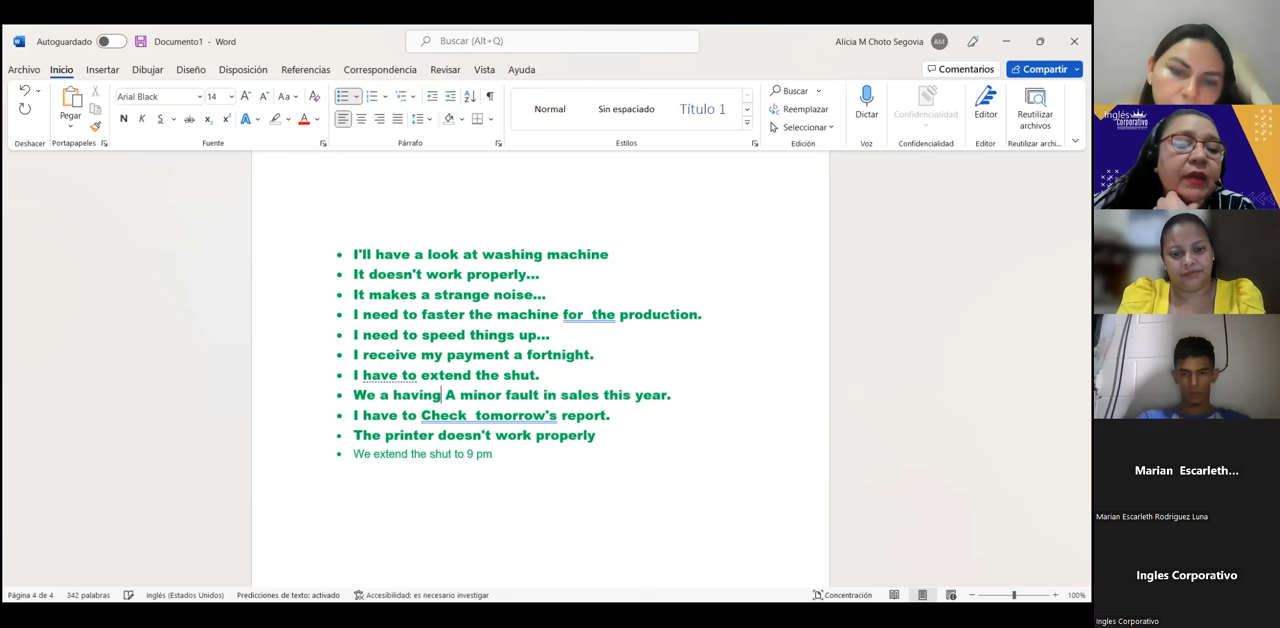 Autoguardado
Documento1 - Word
Buscar (Alt+Q)
Alicia M Choto Segovia
AM
Archivo Inicio Insertar Dibujar Diseño Disposición Referencias Correspondencia Revisar Vista Ayuda
Comentarios
Compartir
Pegar
Arial Black
14
Normal
Sin espaciado
Título 1
Buscar
Reemplazar
Seleccionar
Dictar
Confidencialidad
Editor
Reutilizar
archivos
Deshacer
Portapapeles
Fuente
Párrafo
Estilos
Edición
Voz
Confidencialidad
Editor
Reutilizar archi...
• I'll have a look at washing machine
• It doesn't work properly...
• It makes a strange noise...
• I need to faster the machine for the production.
• I need to speed things up...
• I receive my payment a fortnight.
• I have to extend the shut.
• We a having A minor fault in sales this year.
• I have to Check tomorrow's report.
• The printer doesn't work properly
• We extend the shut to 9 pm
Página 4 de 4
342 palabras
Inglés (Estados Unidos)
Predicciones de texto: activado
Accesibilidad: es necesario investigar
Concentración
100%
Inglés
Corporativo
Marian Escarleth...
Marian Escarleth Rodriguez Luna
Ingles Corporativo
Ingles Corporativo